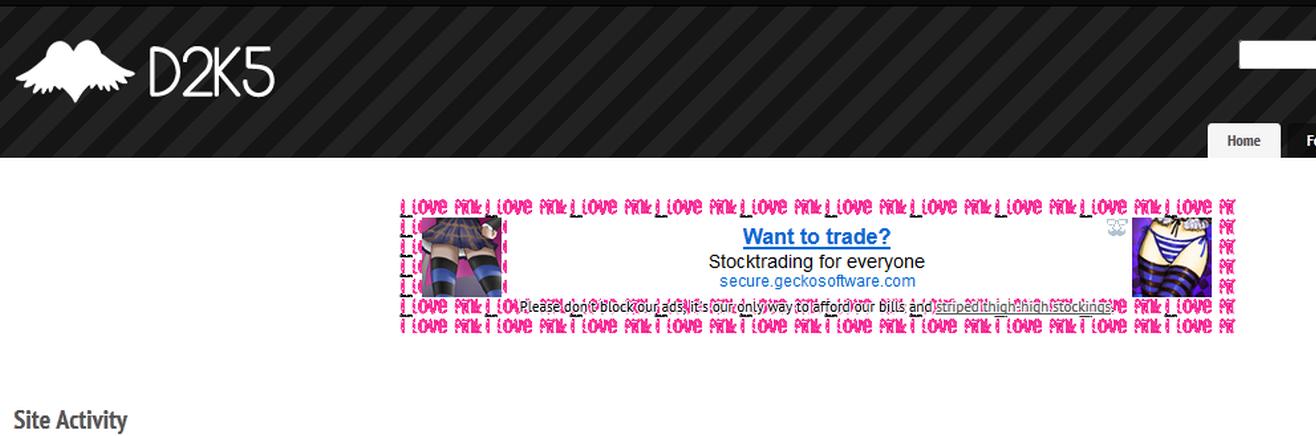 D2K5
Home
I LOVE PINK I LOVE PINK I LOVE PINK I LOVE PINK I LOVE PINK I LOVE PINK I LOVE PINK I LOVE PINK I LOVE PINK I LOVE
Want to trade?
Stocktrading for everyone
secure.geckosoftware.com
Please don't block our ads, it's our only way to afford our bills and striped thigh-high stockings.
I LOVE PINK I LOVE PINK I LOVE PINK I LOVE PINK I LOVE PINK I LOVE PINK I LOVE PINK I LOVE PINK I LOVE PINK I LOVE
Site Activity